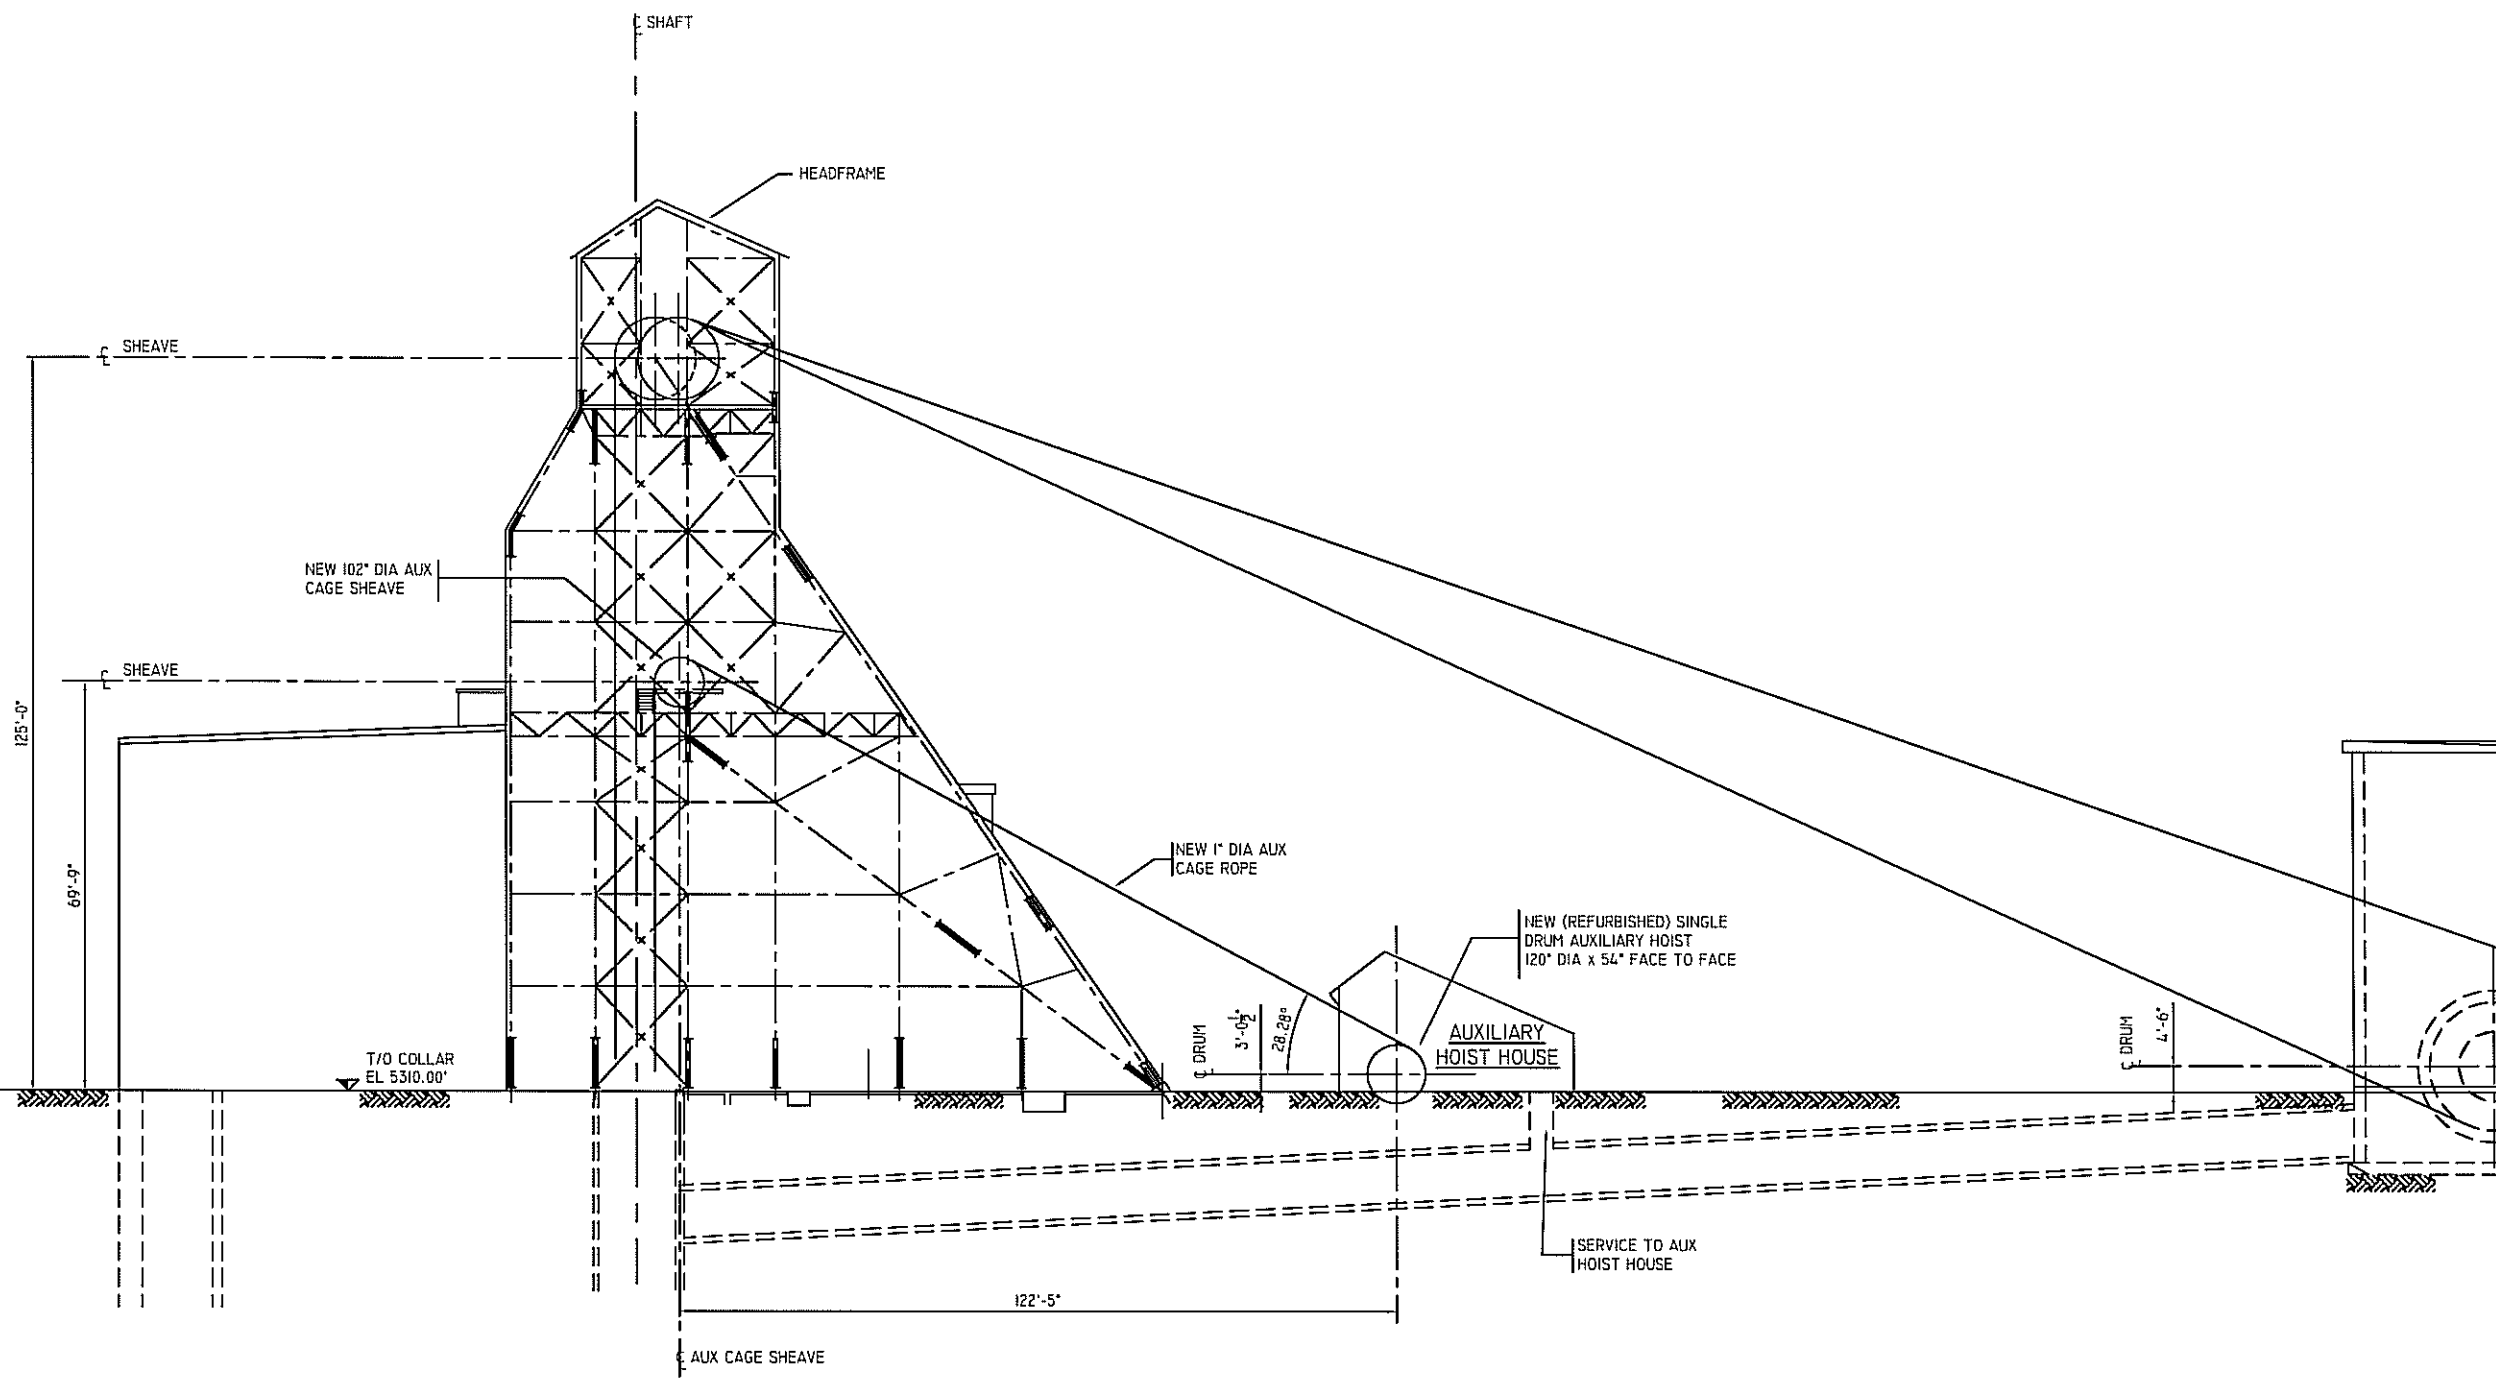 ℄ SHAFT
HEADFRAME
℄ SHEAVE
NEW 102" DIA AUX
CAGE SHEAVE
℄ SHEAVE
125'-0"
69'-9"
NEW 1" DIA AUX
CAGE ROPE
NEW (REFURBISHED) SINGLE
DRUM AUXILIARY HOIST
120" DIA x 54" FACE TO FACE
℄ DRUM
3'-0 1/2"
28.28°
AUXILIARY
HOIST HOUSE
℄ DRUM
4'-6"
T/O COLLAR
EL 5310.00'
SERVICE TO AUX
HOIST HOUSE
122'-5"
℄ AUX CAGE SHEAVE